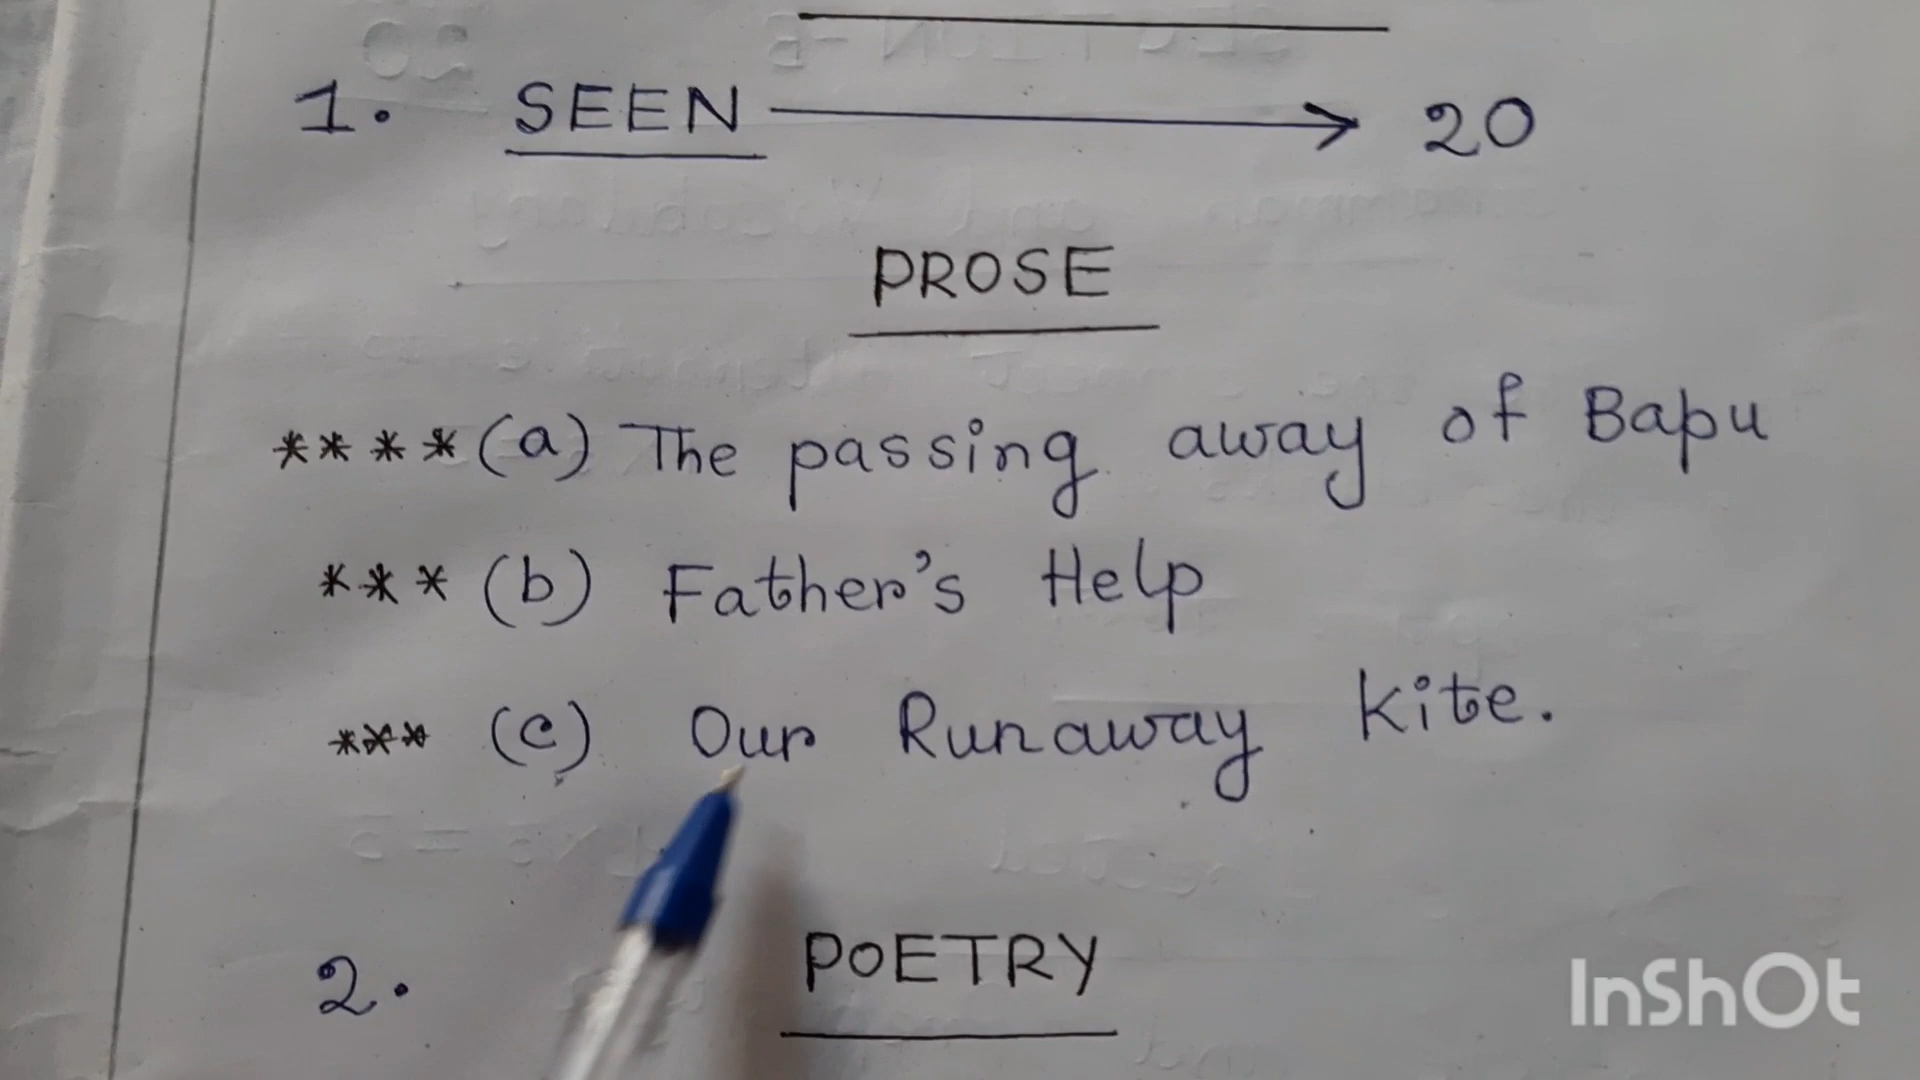 1. SEEN → 20
PROSE
**** (a) The passing away of Bapu
*** (b) Father's Help
*** (c) Our Runaway Kite.
2. POETRY
InShOt